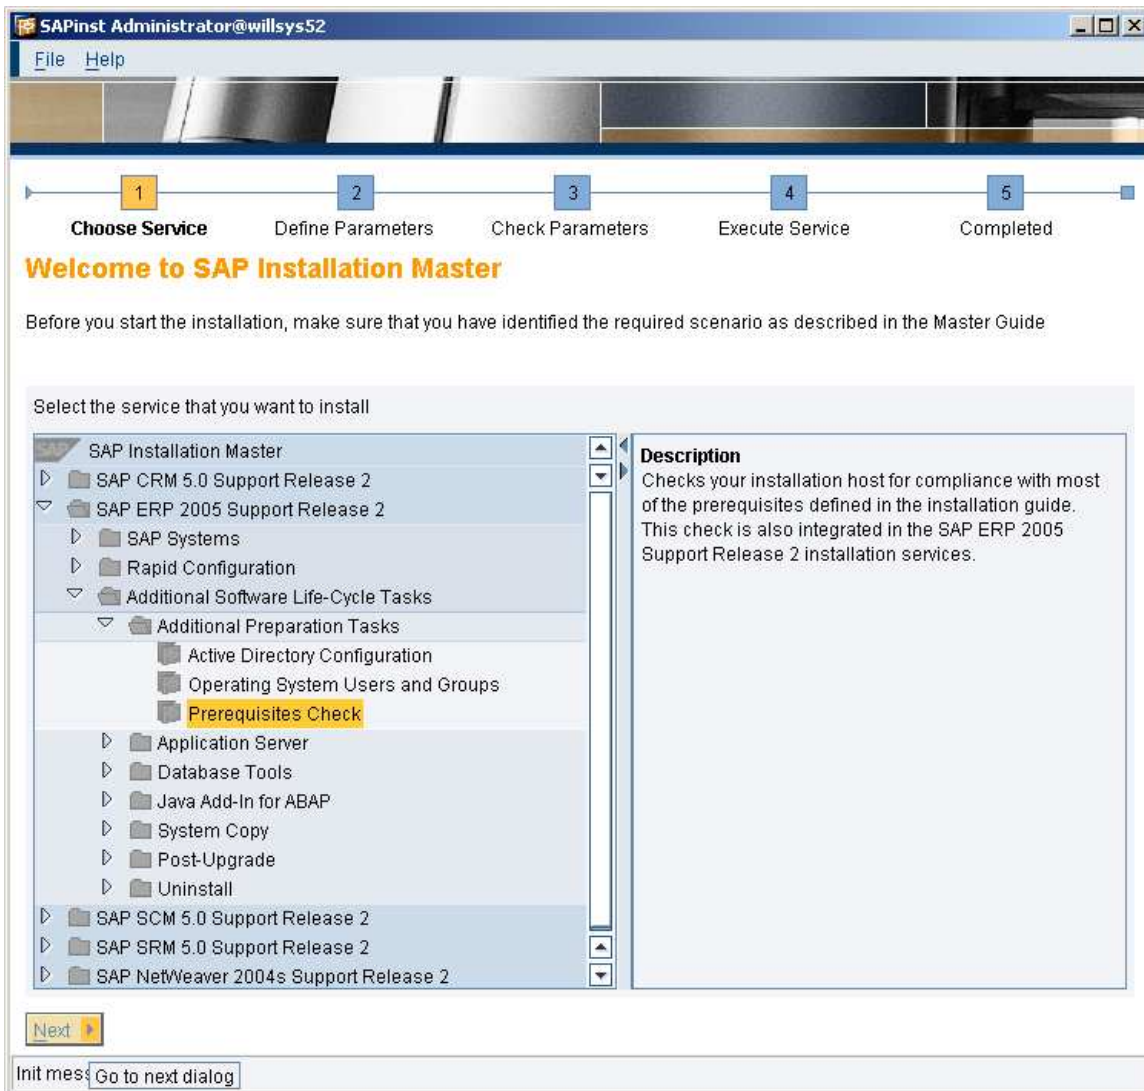 SAPinst Administrator@willsys52
File Help
1
2
3
4
5
Choose Service
Define Parameters
Check Parameters
Execute Service
Completed
Welcome to SAP Installation Master
Before you start the installation, make sure that you have identified the required scenario as described in the Master Guide
Select the service that you want to install
SAP
SAP Installation Master
SAP CRM 5.0 Support Release 2
SAP ERP 2005 Support Release 2
SAP Systems
Rapid Configuration
Additional Software Life-Cycle Tasks
Additional Preparation Tasks
Active Directory Configuration
Operating System Users and Groups
Prerequisites Check
Application Server
Database Tools
Java Add-In for ABAP
System Copy
Post-Upgrade
Uninstall
SAP SCM 5.0 Support Release 2
SAP SRM 5.0 Support Release 2
SAP NetWeaver 2004s Support Release 2
Description
Checks your installation host for compliance with most
of the prerequisites defined in the installation guide.
This check is also integrated in the SAP ERP 2005
Support Release 2 installation services.
Next
Init mes
Go to next dialog